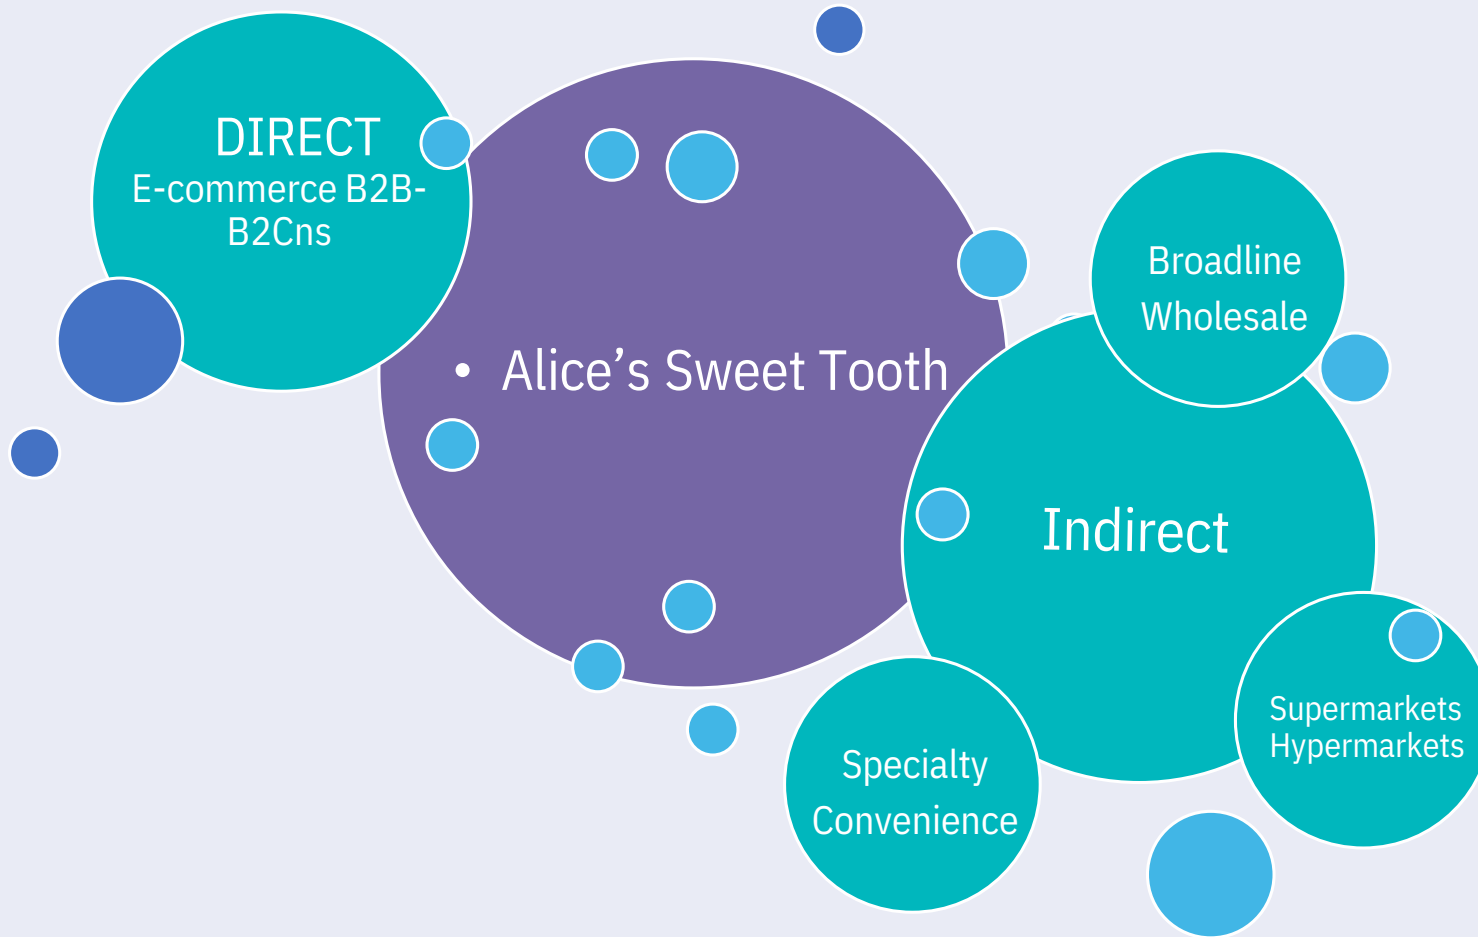 DIRECT
E-commerce B2B-
B2Cns
• Alice’s Sweet Tooth
Broadline
Wholesale
Indirect
Supermarkets
Hypermarkets
Specialty
Convenience